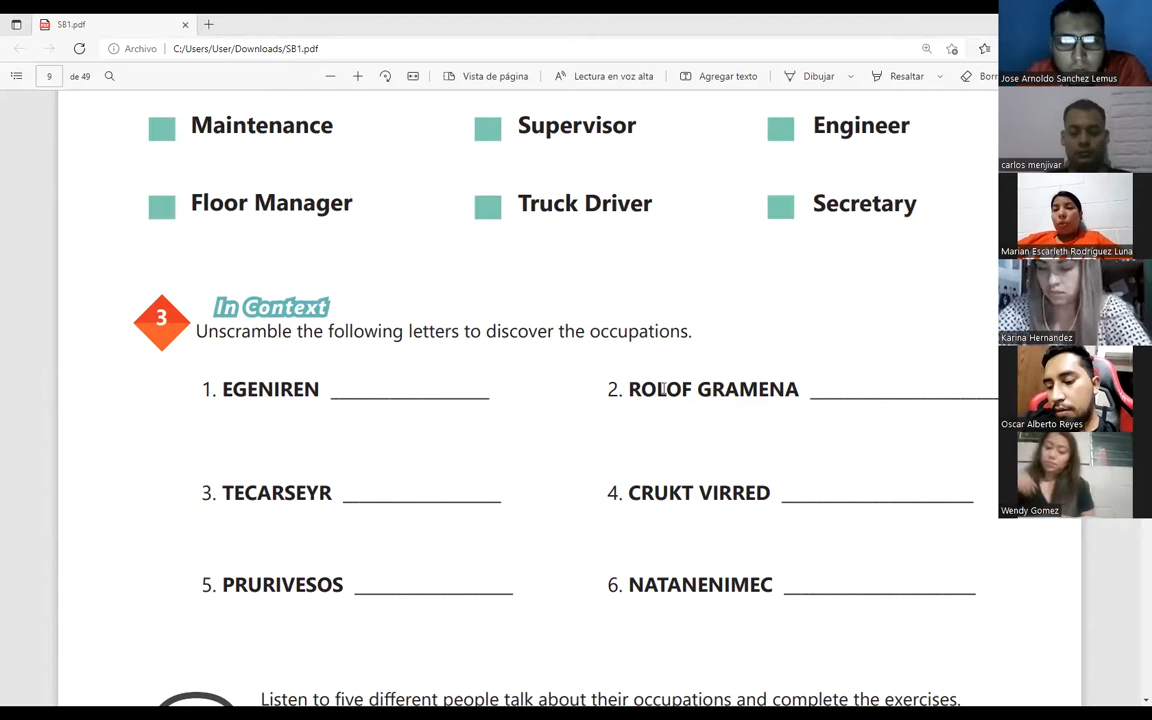 SB1.pdf
Archivo C:/Users/User/Downloads/SB1.pdf
9 de 49 Vista de página Lectura en voz alta Agregar texto Dibujar Resaltar Borr
Maintenance Supervisor Engineer
Floor Manager Truck Driver Secretary
3 In Context
Unscramble the following letters to discover the occupations.
1. EGENIREN 2. ROLOF GRAMENA
3. TECARSEYR 4. CRUKT VIRRED
5. PRURIVESOS 6. NATANENIMEC
Listen to five different people talk about their occupations and complete the exercises.
Jose Arnoldo Sanchez Lemus
carlos menjivar
Marian Escarleth Rodríguez Luna
Karina Hernandez
Oscar Alberto Reyes
Wendy Gomez